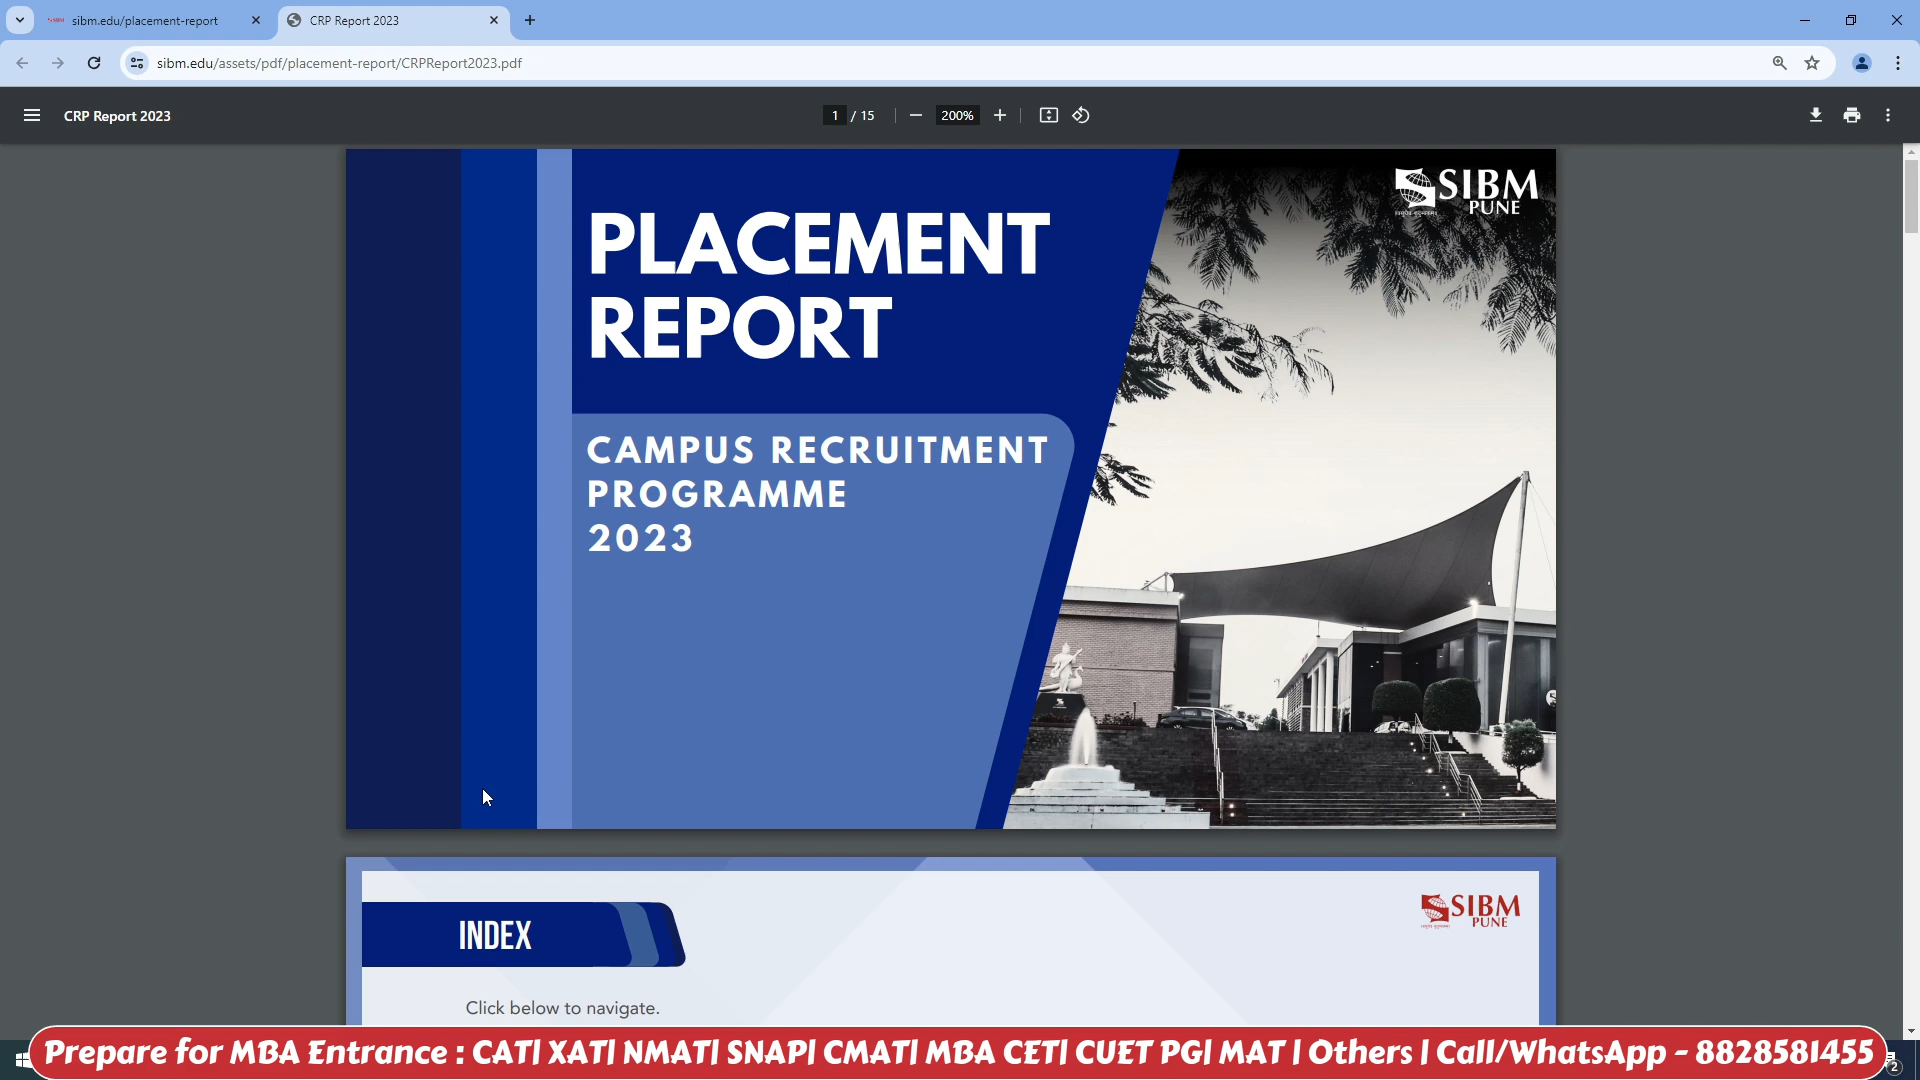 sibm.edu/placement-report
CRP Report 2023
sibm.edu/assets/pdf/placement-report/CRPReport2023.pdf
CRP Report 2023
1 / 15
200%
SIBM
PUNE
PLACEMENT
REPORT
CAMPUS RECRUITMENT
PROGRAMME
2023
INDEX
SIBM
PUNE
Click below to navigate.
Prepare for MBA Entrance : CAT| XAT| NMAT| SNAP| CMAT| MBA CET| CUET PG| MAT | Others | Call/WhatsApp - 8828581455
2